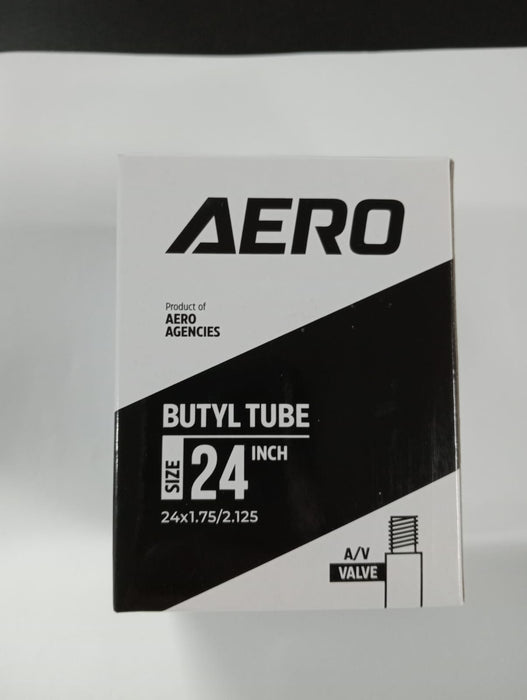 AERO
Product of
AERO
AGENCIES
BUTYL TUBE
SIZE 24 INCH
24x1.75/2.125
A/V
VALVE